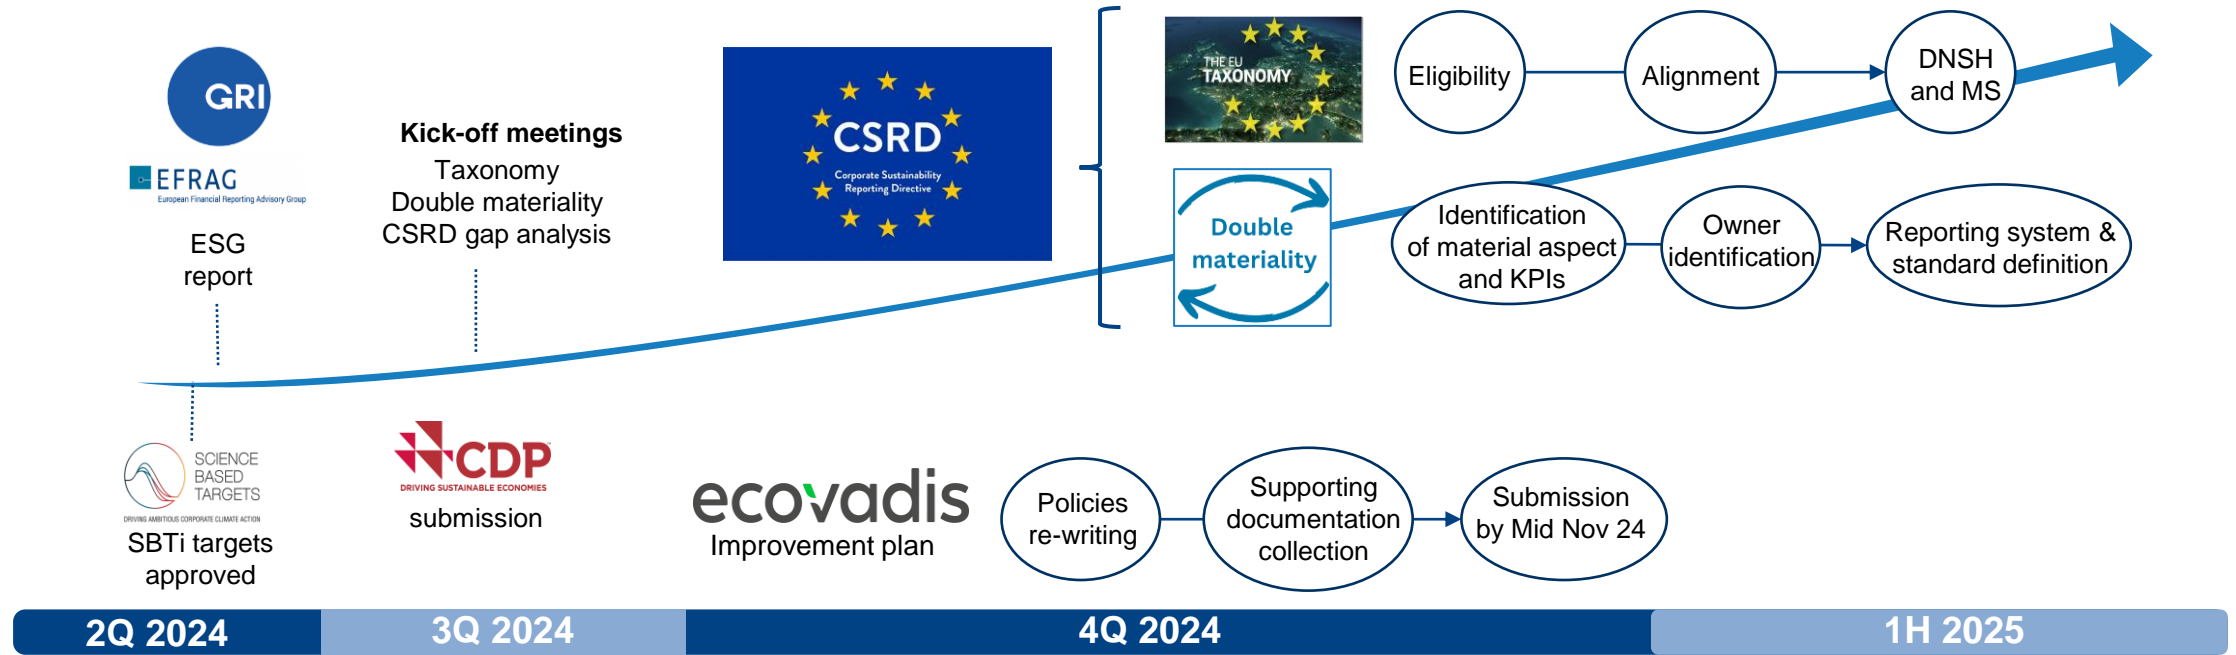 GRI
EFRAG
European Financial Reporting Advisory Group
ESG
report
Kick-off meetings
Taxonomy
Double materiality
CSRD gap analysis
CSRD
Corporate Sustainability
Reporting Directive
THE EU
TAXONOMY
Eligibility
Alignment
DNSH
and MS
Double
materiality
Identification
of material aspect
and KPIs
Owner
identification
Reporting system &
standard definition
SCIENCE
BASED
TARGETS
DRIVING AMBITIOUS CORPORATE CLIMATE ACTION
SBTi targets
approved
CDP
DRIVING SUSTAINABLE ECONOMIES
submission
ecovadis
Improvement plan
Policies
re-writing
Supporting
documentation
collection
Submission
by Mid Nov 24
2Q 2024
3Q 2024
4Q 2024
1H 2025